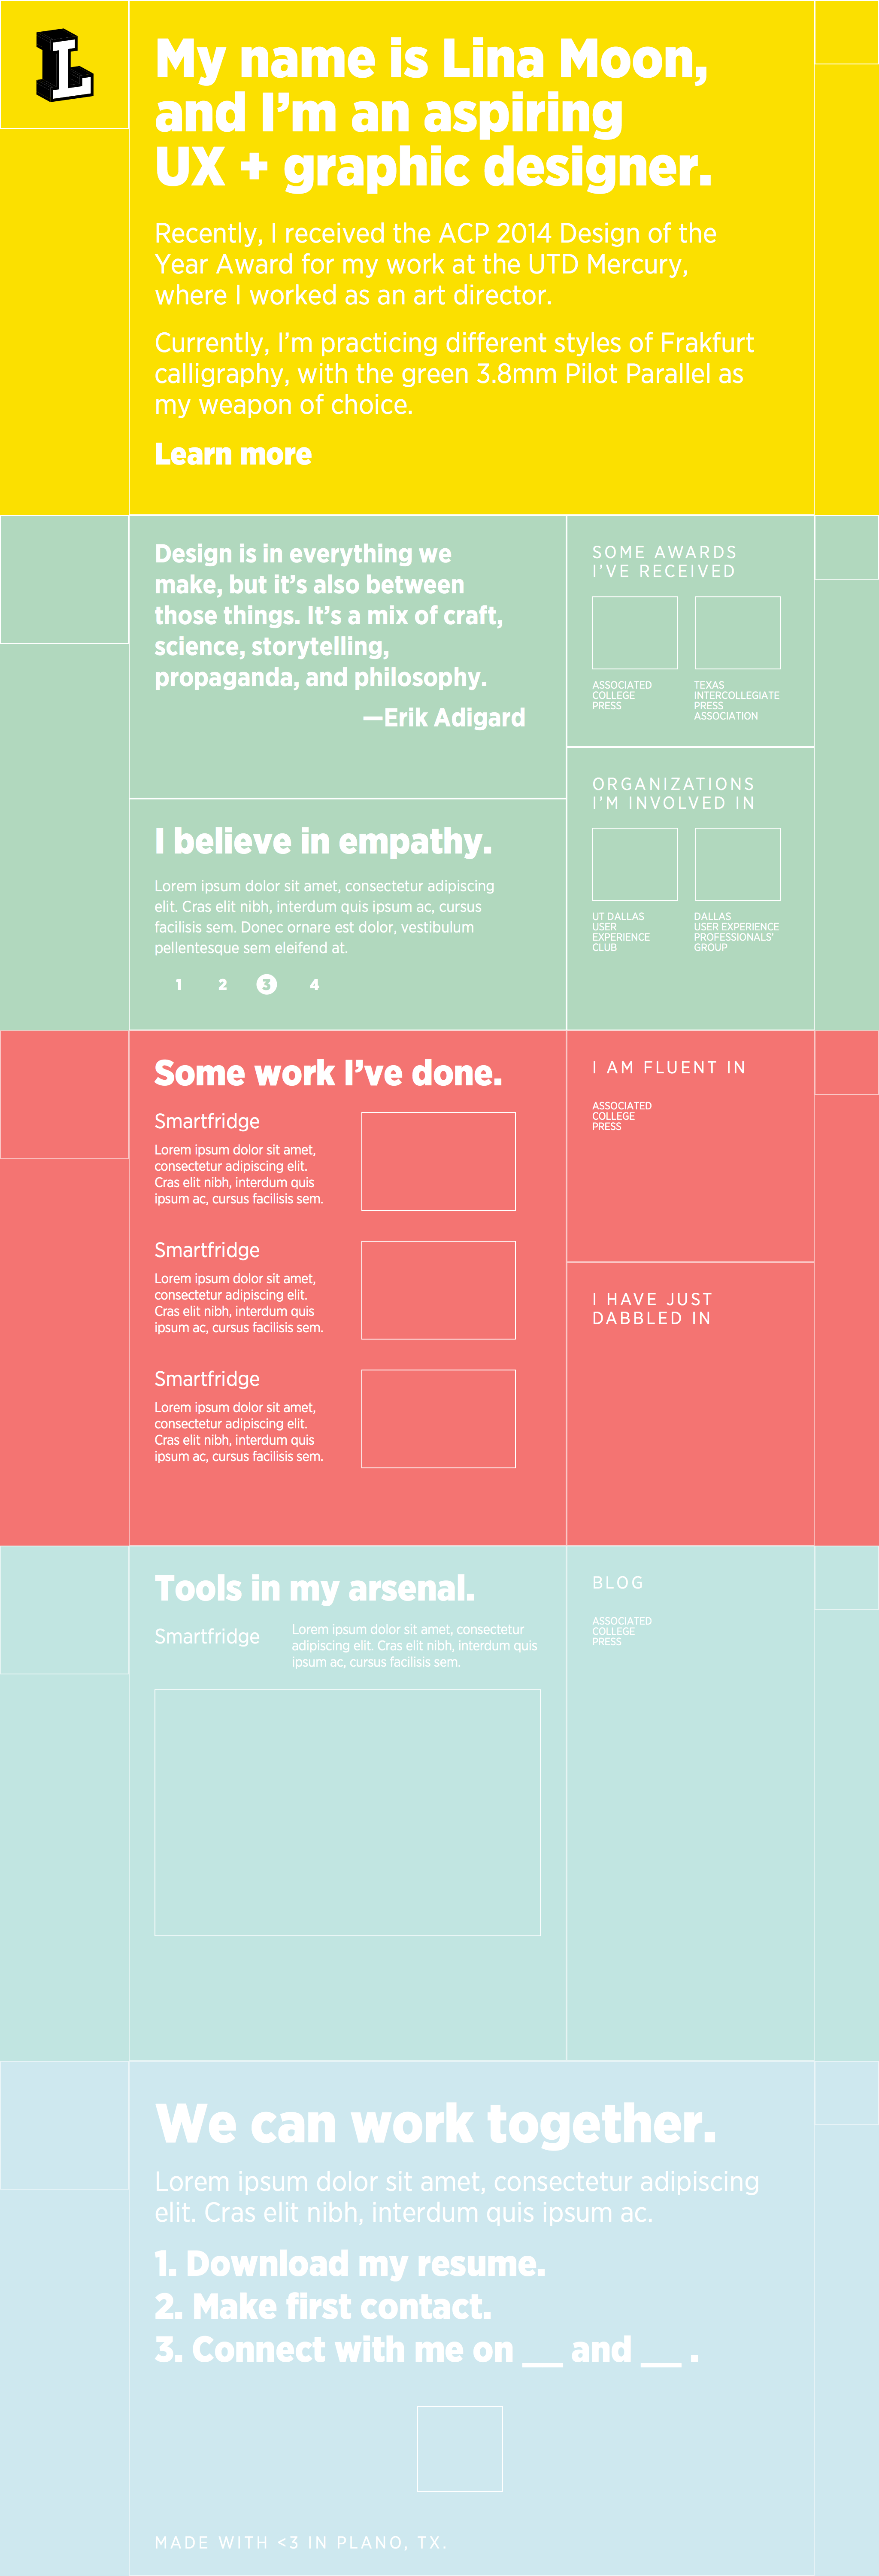 L
My name is Lina Moon,
and I'm an aspiring
UX + graphic designer.
Recently, I received the ACP 2014 Design of the
Year Award for my work at the UTD Mercury,
where I worked as an art director.
Currently, I'm practicing different styles of Frakfurt
calligraphy, with the green 3.8mm Pilot Parallel as
my weapon of choice.
Learn more
Design is in everything we
make, but it's also between
those things. It's a mix of craft,
science, storytelling,
propaganda, and philosophy.
—Erik Adigard
SOME AWARDS
I'VE RECEIVED
ASSOCIATED
COLLEGE
PRESS
TEXAS
INTERCOLLEGIATE
PRESS
ASSOCIATION
ORGANIZATIONS
I'M INVOLVED IN
UT DALLAS
USER
EXPERIENCE
CLUB
DALLAS
USER EXPERIENCE
PROFESSIONALS'
GROUP
I believe in empathy.
Lorem ipsum dolor sit amet, consectetur adipiscing
elit. Cras elit nibh, interdum quis ipsum ac, cursus
facilisis sem. Donec ornare est dolor, vestibulum
pellentesque sem eleifend at.
1 2 3 4
Some work I've done.
Smartfridge
Lorem ipsum dolor sit amet,
consectetur adipiscing elit.
Cras elit nibh, interdum quis
ipsum ac, cursus facilisis sem.
Smartfridge
Lorem ipsum dolor sit amet,
consectetur adipiscing elit.
Cras elit nibh, interdum quis
ipsum ac, cursus facilisis sem.
Smartfridge
Lorem ipsum dolor sit amet,
consectetur adipiscing elit.
Cras elit nibh, interdum quis
ipsum ac, cursus facilisis sem.
I AM FLUENT IN
ASSOCIATED
COLLEGE
PRESS
I HAVE JUST
DABBLED IN
Tools in my arsenal.
Smartfridge
Lorem ipsum dolor sit amet, consectetur
adipiscing elit. Cras elit nibh, interdum quis
ipsum ac, cursus facilisis sem.
BLOG
ASSOCIATED
COLLEGE
PRESS
We can work together.
Lorem ipsum dolor sit amet, consectetur adipiscing
elit. Cras elit nibh, interdum quis ipsum ac.
1. Download my resume.
2. Make first contact.
3. Connect with me on __ and __ .
MADE WITH <3 IN PLANO, TX.